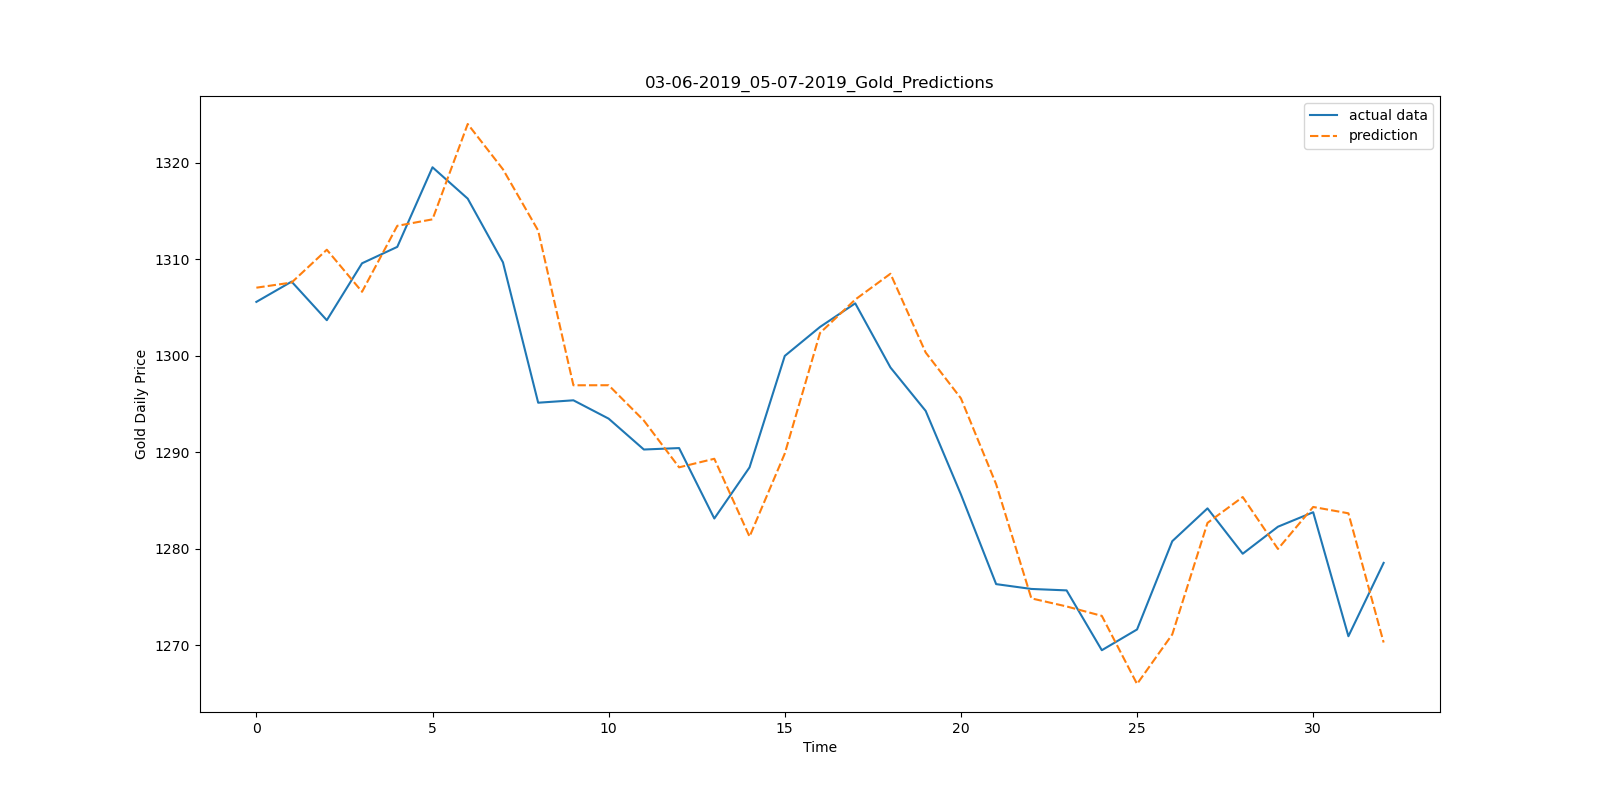 03-06-2019_05-07-2019_Gold_Predictions
actual data
prediction
Gold Daily Price
1320
1310
1300
1290
1280
1270
0 5 10 15 20 25 30
Time